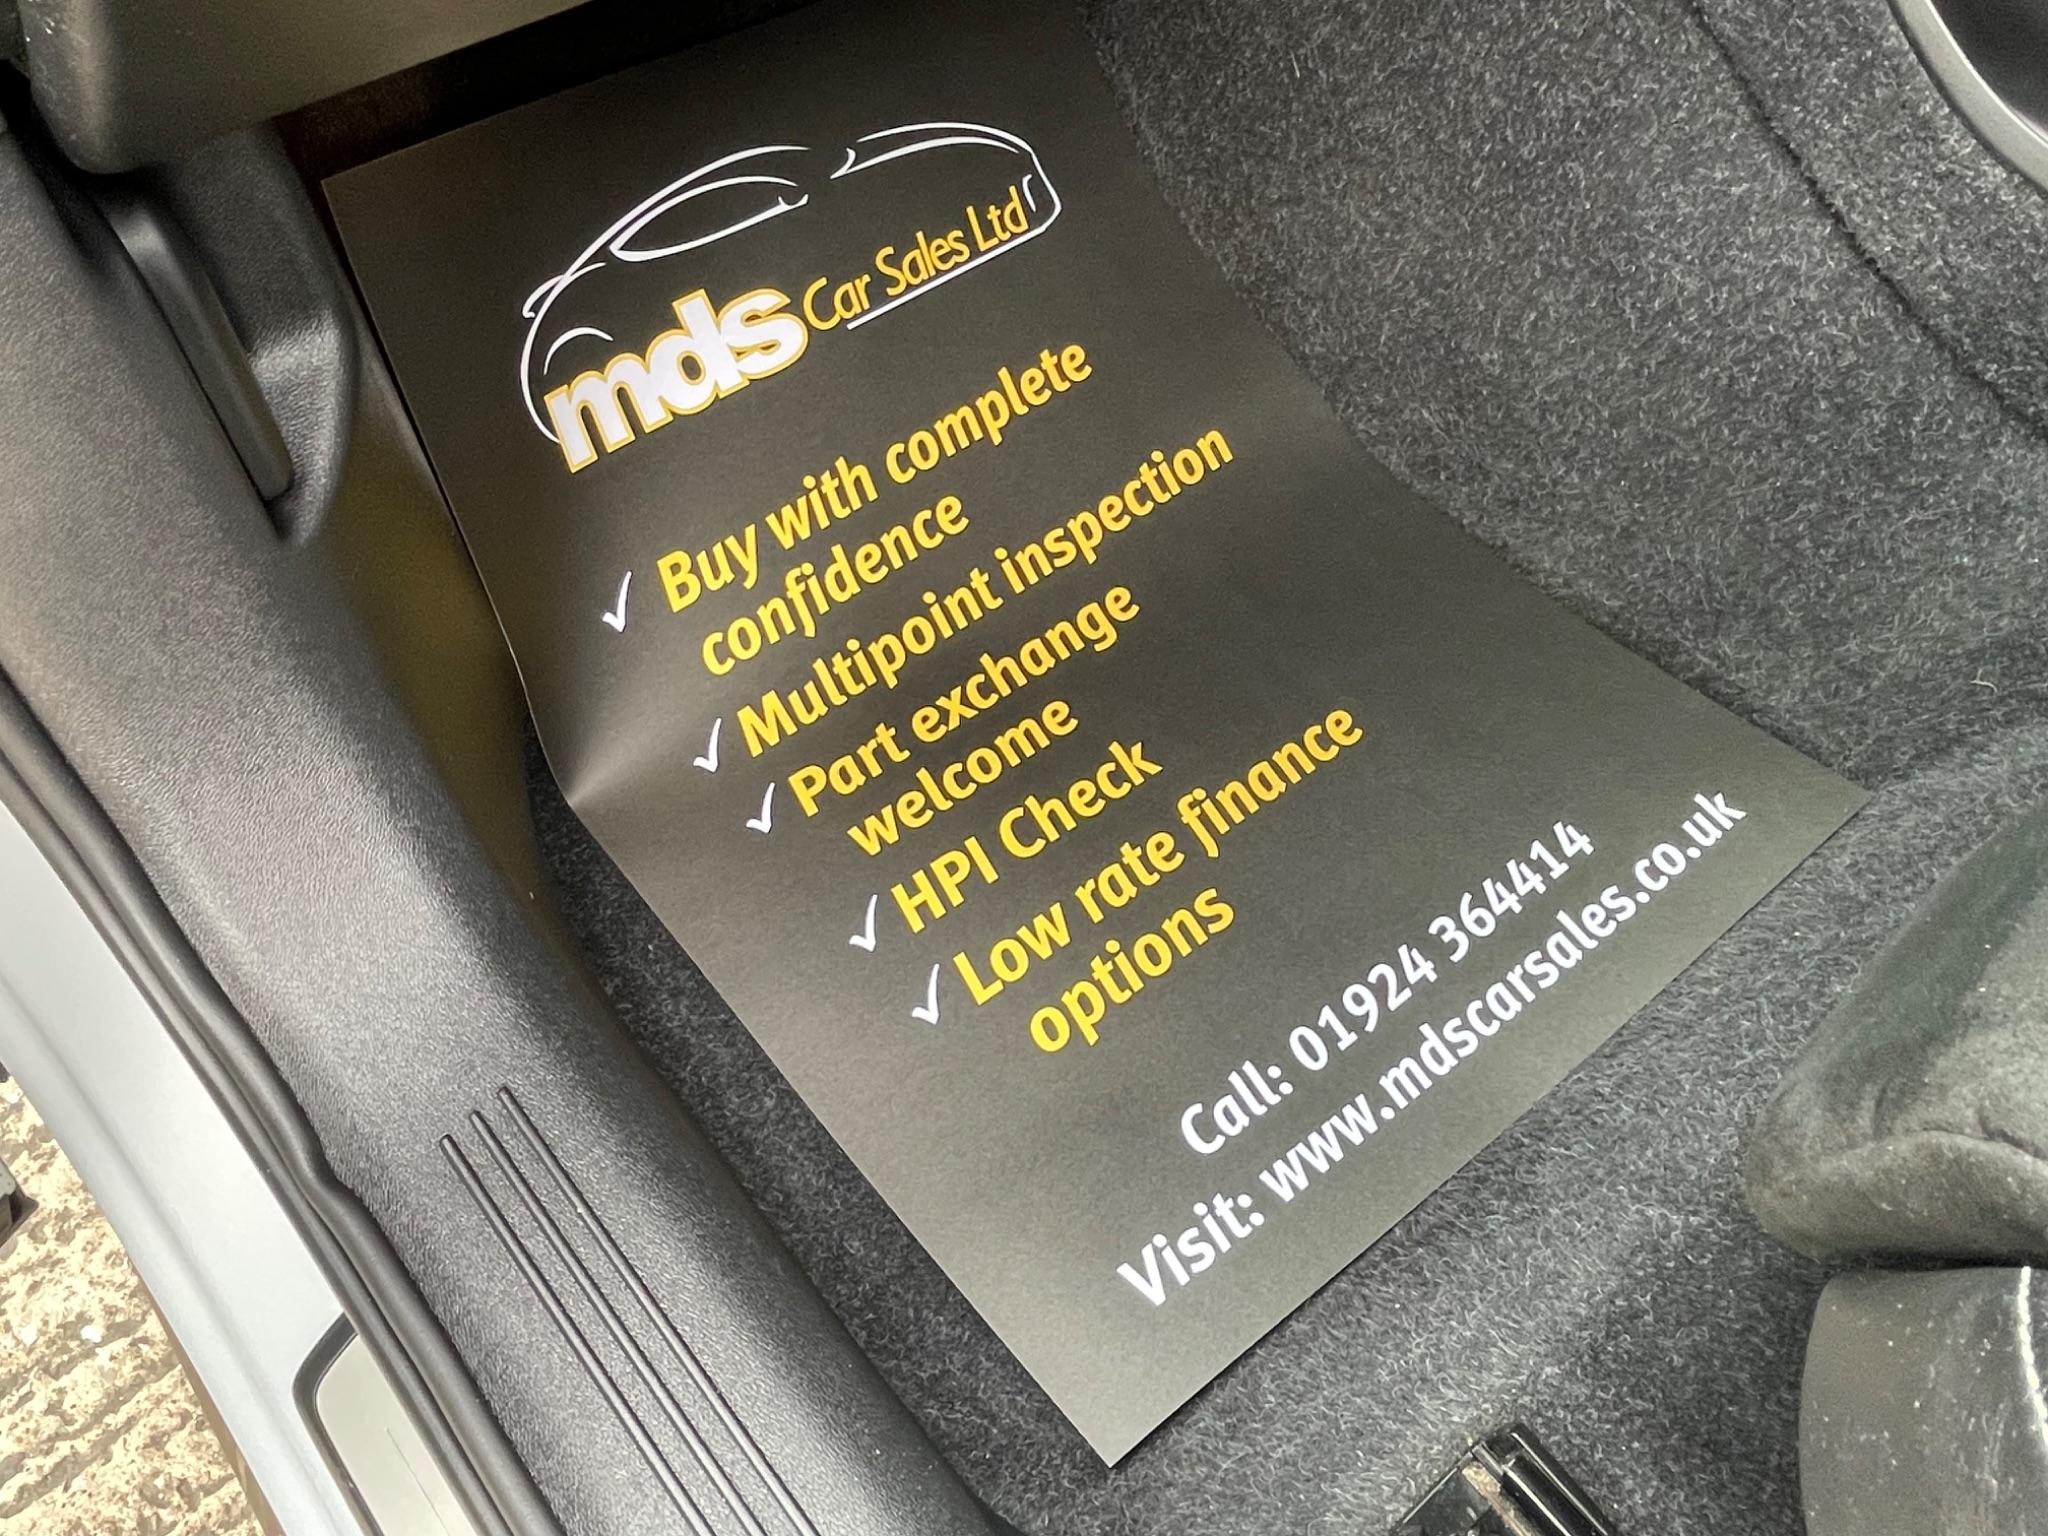 mds Car Sales Ltd
✓ Buy with complete
confidence
✓ Multipoint inspection
✓ Part exchange
welcome
✓ HPI Check
✓ Low rate finance
options
Call: 01924 364414
Visit: www.mdscarsales.co.uk